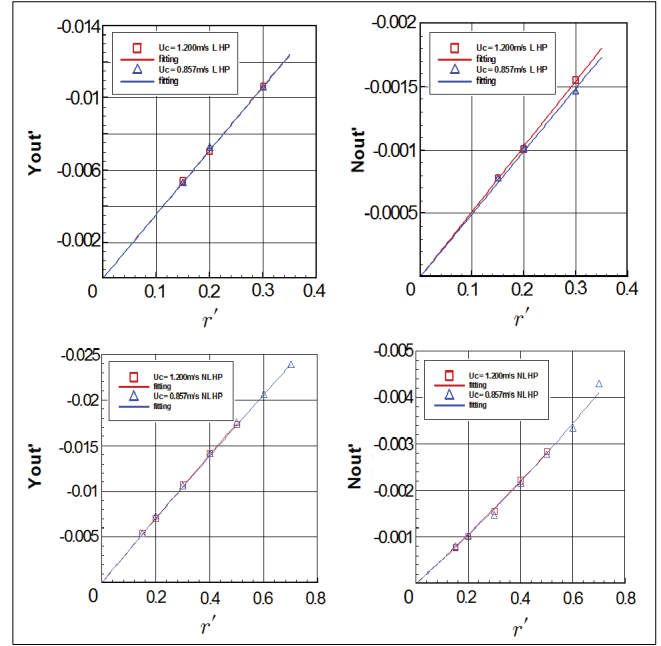 -0.014
Uc = 1.200m/s L HP
fitting
Uc = 0.857m/s L HP
fitting
-0.01
Yout'
-0.006
-0.002
0
0.1
0.2
0.3
0.4
r'
-0.002
Uc = 1.200m/s L HP
fitting
Uc = 0.857m/s L HP
fitting
-0.0015
Nout'
-0.001
-0.0005
0
0.1
0.2
0.3
0.4
r'
-0.025
Uc = 1.200m/s NL HP
fitting
Uc = 0.857m/s NL HP
fitting
-0.02
Yout'
-0.015
-0.01
-0.005
0
0.2
0.4
0.6
0.8
r'
-0.005
Uc = 1.200m/s NL HP
fitting
Uc = 0.857m/s NL HP
fitting
-0.004
Nout'
-0.003
-0.002
-0.001
0
0.2
0.4
0.6
0.8
r'